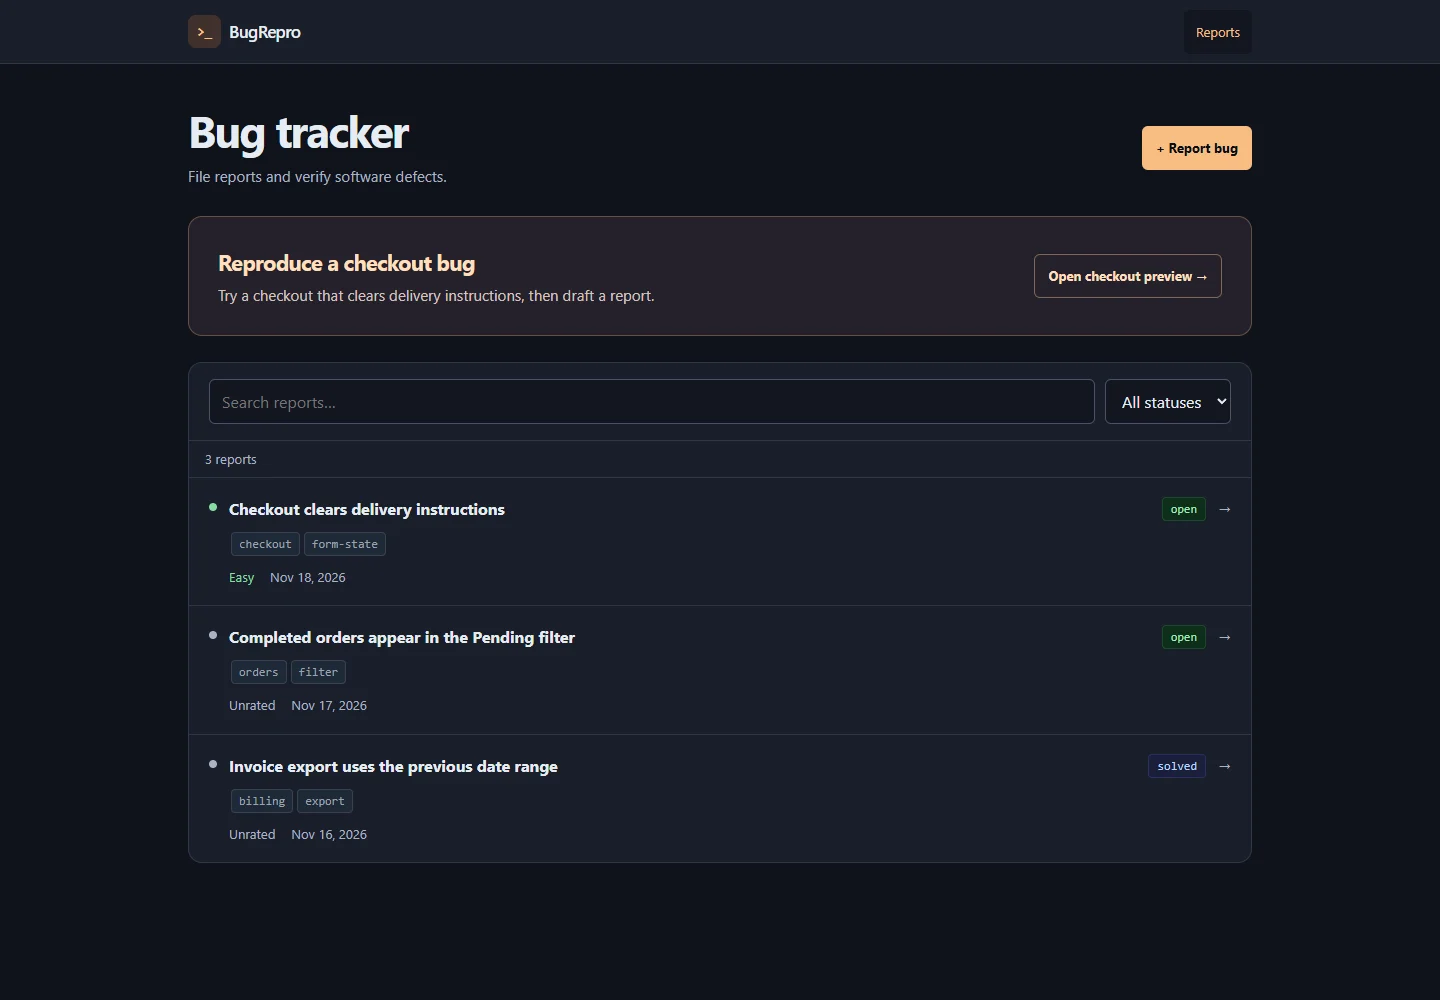 >_ BugRepro
Reports
Bug tracker
File reports and verify software defects.
+ Report bug
Reproduce a checkout bug
Try a checkout that clears delivery instructions, then draft a report.
Open checkout preview →
Search reports...
All statuses
3 reports
Checkout clears delivery instructions
open →
checkout form-state
Easy Nov 18, 2026
Completed orders appear in the Pending filter
open →
orders filter
Unrated Nov 17, 2026
Invoice export uses the previous date range
solved →
billing export
Unrated Nov 16, 2026